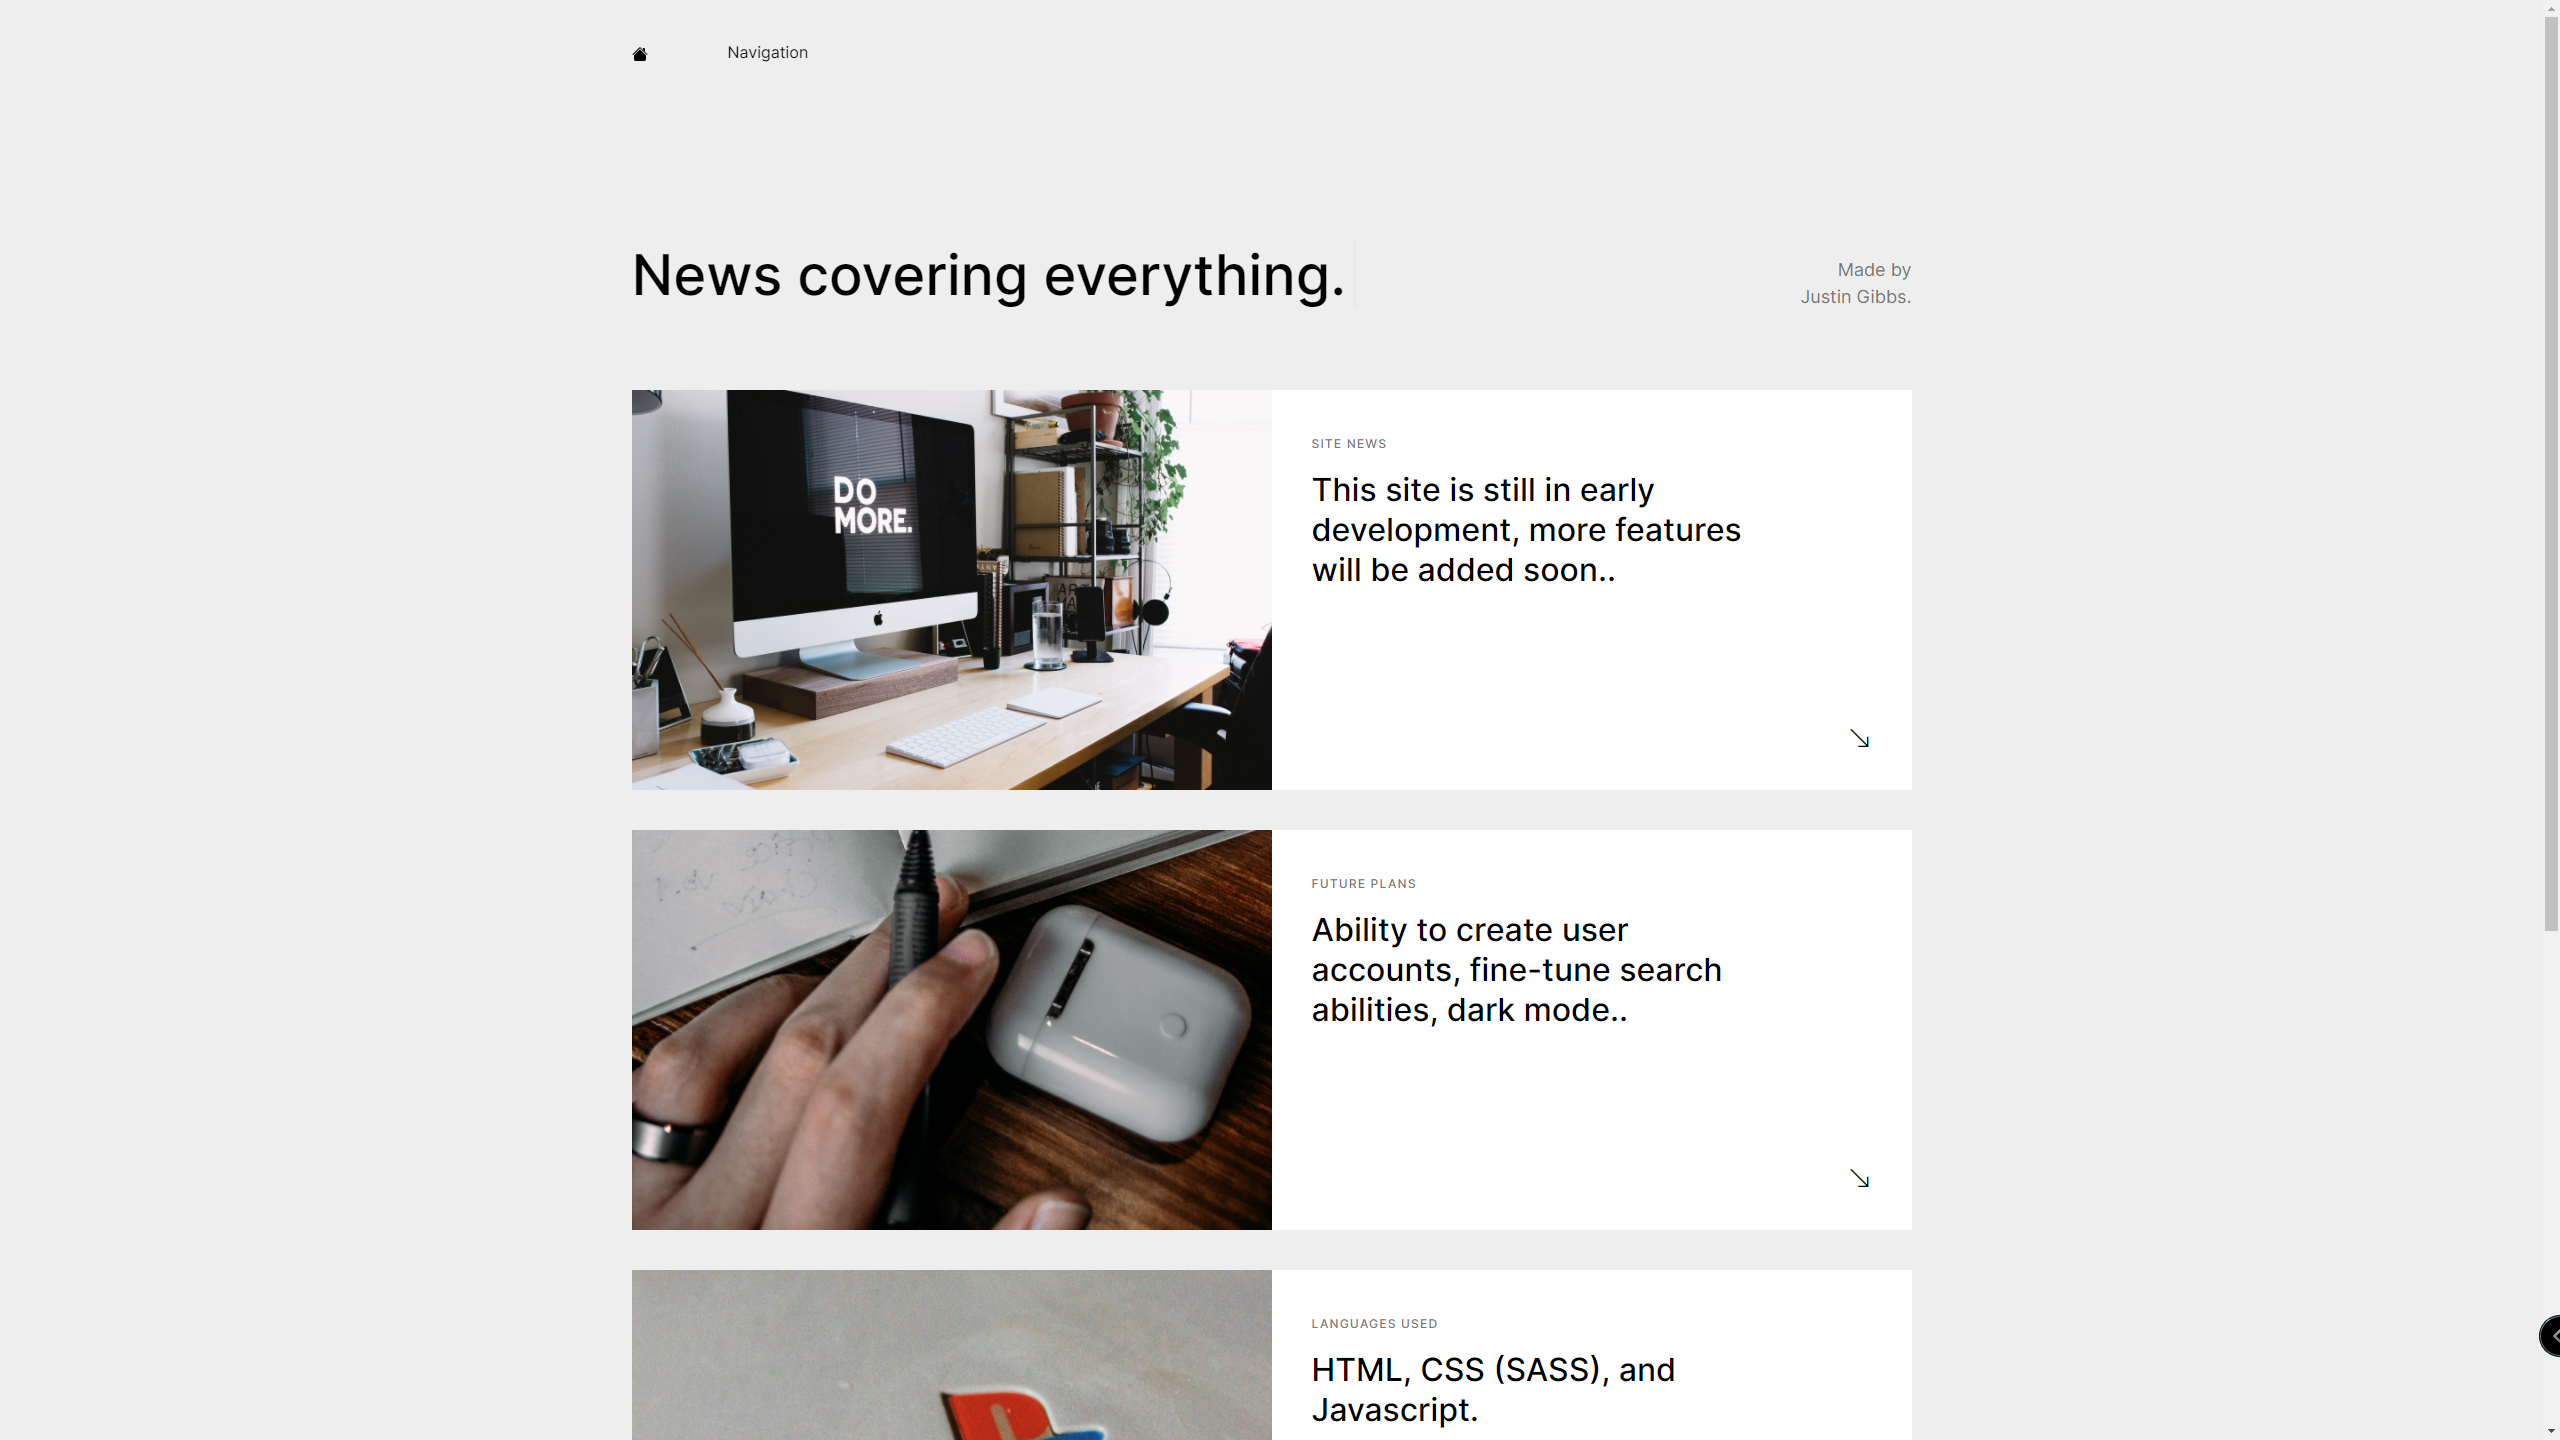 Navigation
News covering everything.
Made by
Justin Gibbs.
DO
MORE.
SITE NEWS
This site is still in early
development, more features
will be added soon..
FUTURE PLANS
Ability to create user
accounts, fine-tune search
abilities, dark mode..
LANGUAGES USED
HTML, CSS (SASS), and
Javascript.